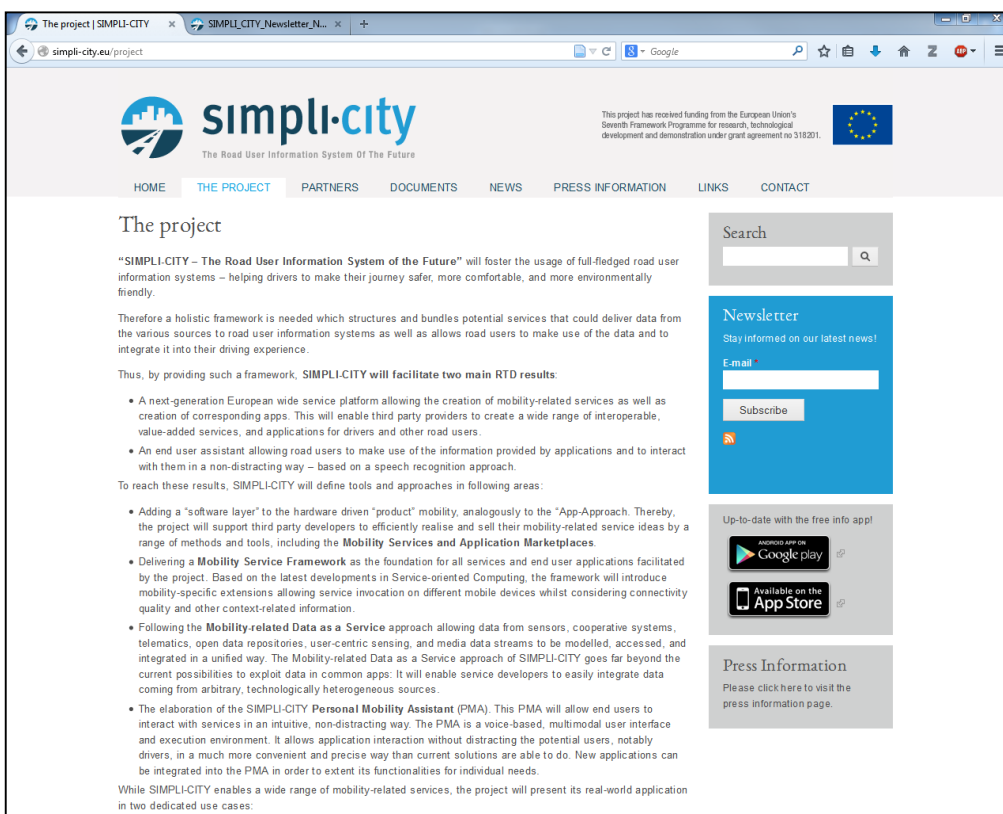 The project | SIMPLI-CITY
SIMPLI_CITY_Newsletter_N...
simpli-city.eu/project
Google
simpli·city
The Road User Information System Of The Future
This project has received funding from the European Union's
Seventh Framework Programme for research, technological
development and demonstration under grant agreement no 318201.
HOME THE PROJECT PARTNERS DOCUMENTS NEWS PRESS INFORMATION LINKS CONTACT
The project
"SIMPLI-CITY – The Road User Information System of the Future" will foster the usage of full-fledged road user
information systems – helping drivers to make their journey safer, more comfortable, and more environmentally
friendly.
Therefore a holistic framework is needed which structures and bundles potential services that could deliver data from
the various sources to road user information systems as well as allows road users to make use of the data and to
integrate it into their driving experience.
Thus, by providing such a framework, SIMPLI-CITY will facilitate two main RTD results:
• A next-generation European wide service platform allowing the creation of mobility-related services as well as
creation of corresponding apps. This will enable third party providers to create a wide range of interoperable,
value-added services, and applications for drivers and other road users.
• An end user assistant allowing road users to make use of the information provided by applications and to interact
with them in a non-distracting way – based on a speech recognition approach.
To reach these results, SIMPLI-CITY will define tools and approaches in following areas:
• Adding a "software layer" to the hardware driven "product" mobility, analogously to the "App-Approach. Thereby,
the project will support third party developers to efficiently realise and sell their mobility-related service ideas by a
range of methods and tools, including the Mobility Services and Application Marketplaces.
• Delivering a Mobility Service Framework as the foundation for all services and end user applications facilitated
by the project. Based on the latest developments in Service-oriented Computing, the framework will introduce
mobility-specific extensions allowing service invocation on different mobile devices whilst considering connectivity
quality and other context-related information.
• Following the Mobility-related Data as a Service approach allowing data from sensors, cooperative systems,
telematics, open data repositories, user-centric sensing, and media data streams to be modelled, accessed, and
integrated in a unified way. The Mobility-related Data as a Service approach of SIMPLI-CITY goes far beyond the
current possibilities to exploit data in common apps: It will enable service developers to easily integrate data
coming from arbitrary, technologically heterogeneous sources.
• The elaboration of the SIMPLI-CITY Personal Mobility Assistant (PMA). This PMA will allow end users to
interact with services in an intuitive, non-distracting way. The PMA is a voice-based, multimodal user interface
and execution environment. It allows application interaction without distracting the potential users, notably
drivers, in a much more convenient and precise way than current solutions are able to do. New applications can
be integrated into the PMA in order to extent its functionalities for individual needs.
While SIMPLI-CITY enables a wide range of mobility-related services, the project will present its real-world application
in two dedicated use cases:
Search
Newsletter
Stay informed on our latest news!
E-mail *
Subscribe
Up-to-date with the free info app!
ANDROID APP ON
Google play
Available on the
App Store
Press Information
Please click here to visit the
press information page.